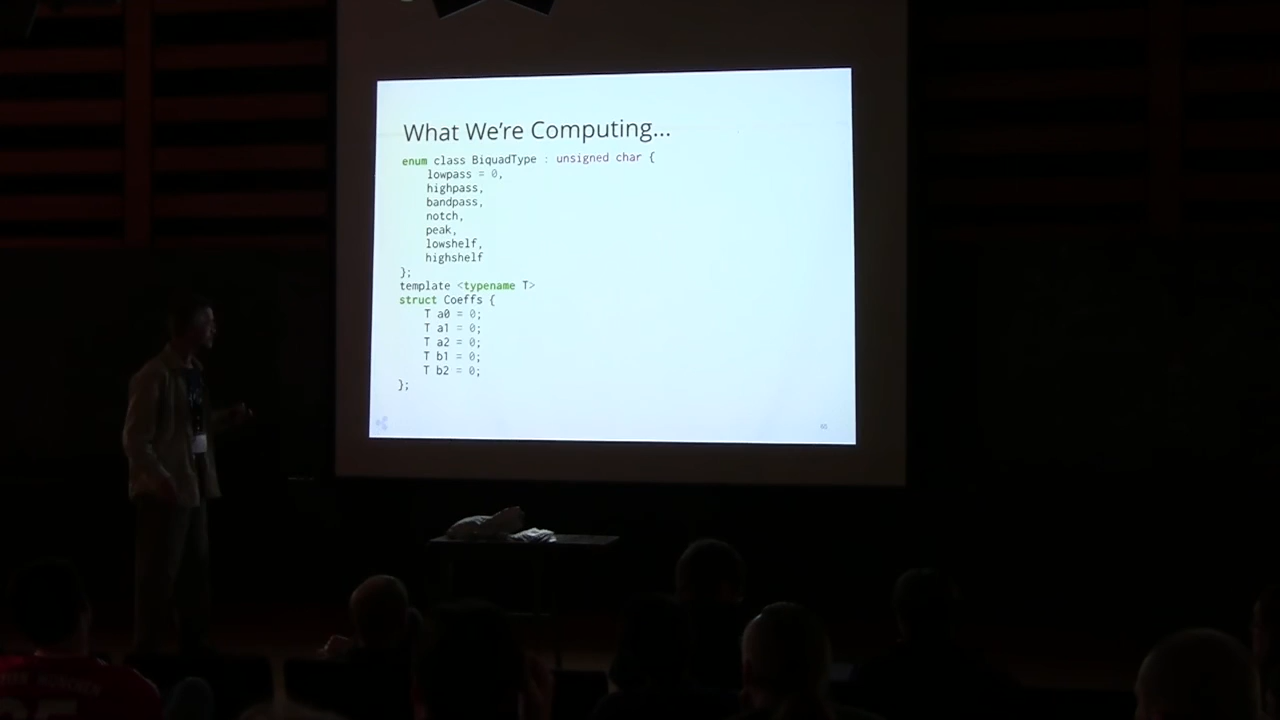 What We're Computing...
enum class BiquadType : unsigned char {
lowpass = 0,
highpass,
bandpass,
notch,
peak,
lowshelf,
highshelf
};
template <typename T>
struct Coeffs {
T a0 = 0;
T a1 = 0;
T a2 = 0;
T b1 = 0;
T b2 = 0;
};